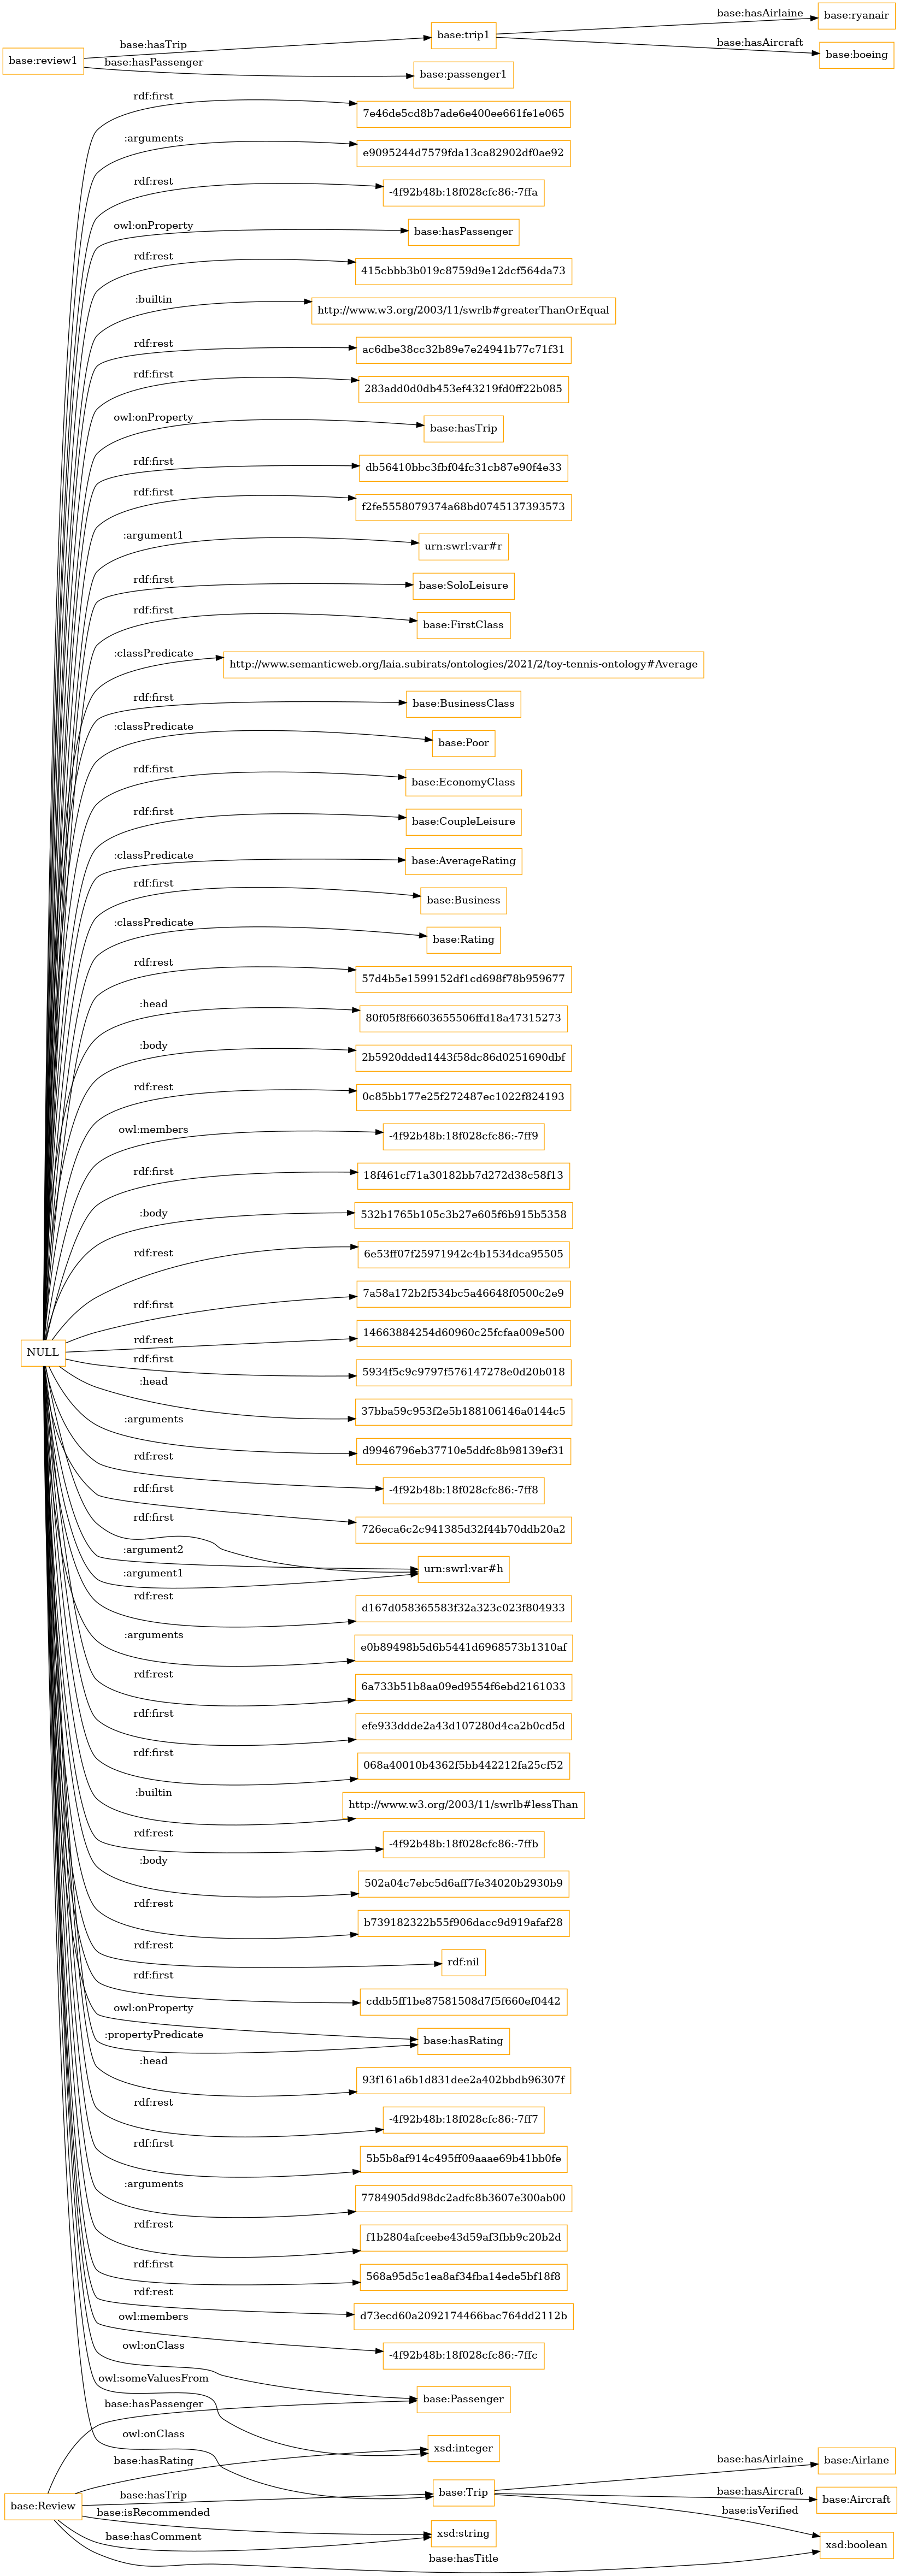 base:hasAirlaine
base:ryanair
base:trip1
base:hasTrip
base:hasAircraft
base:boeing
base:review1
base:hasPassenger
base:passenger1
rdf:first
7e46de5cd8b7ade6e400ee661fe1e065
:arguments
e9095244d7579fda13ca82902df0ae92
rdf:rest
-4f92b48b:18f028cfc86:-7ffa
owl:onProperty
base:hasPassenger
rdf:rest
415cbbb3b019c8759d9e12dcf564da73
:builtin
http://www.w3.org/2003/11/swrlb#greaterThanOrEqual
rdf:rest
ac6dbe38cc32b89e7e24941b77c71f31
rdf:first
283add0d0db453ef43219fd0ff22b085
owl:onProperty
base:hasTrip
rdf:first
db56410bbc3fbf04fc31cb87e90f4e33
rdf:first
f2fe5558079374a68bd0745137393573
:argument1
urn:swrl:var#r
rdf:first
base:SoloLeisure
rdf:first
base:FirstClass
:classPredicate
http://www.semanticweb.org/laia.subirats/ontologies/2021/2/toy-tennis-ontology#Average
rdf:first
base:BusinessClass
:classPredicate
base:Poor
rdf:first
base:EconomyClass
rdf:first
base:CoupleLeisure
:classPredicate
base:AverageRating
rdf:first
base:Business
:classPredicate
base:Rating
rdf:rest
57d4b5e1599152df1cd698f78b959677
:head
80f05f8f6603655506ffd18a47315273
:body
2b5920dded1443f58dc86d0251690dbf
rdf:rest
0c85bb177e25f272487ec1022f824193
owl:members
-4f92b48b:18f028cfc86:-7ff9
rdf:first
18f461cf71a30182bb7d272d38c58f13
:body
532b1765b105c3b27e605f6b915b5358
rdf:rest
6e53ff07f25971942c4b1534dca95505
rdf:first
7a58a172b2f534bc5a46648f0500c2e9
NULL
rdf:rest
14663884254d60960c25fcfaa009e500
rdf:first
5934f5c9c9797f576147278e0d20b018
:head
37bba59c953f2e5b188106146a0144c5
:arguments
d9946796eb37710e5ddfc8b98139ef31
rdf:rest
-4f92b48b:18f028cfc86:-7ff8
rdf:first
726eca6c2c941385d32f44b70ddb20a2
rdf:first
:argument2
urn:swrl:var#h
:argument1
rdf:rest
d167d058365583f32a323c023f804933
:arguments
e0b89498b5d6b5441d6968573b1310af
rdf:rest
6a733b51b8aa09ed9554f6ebd2161033
rdf:first
efe933ddde2a43d107280d4ca2b0cd5d
rdf:first
068a40010b4362f5bb442212fa25cf52
:builtin
http://www.w3.org/2003/11/swrlb#lessThan
rdf:rest
-4f92b48b:18f028cfc86:-7ffb
:body
502a04c7ebc5d6aff7fe34020b2930b9
rdf:rest
b739182322b55f906dacc9d919afaf28
rdf:rest
rdf:nil
rdf:first
cddb5ff1be87581508d7f5f660ef0442
owl:onProperty
base:hasRating
:propertyPredicate
:head
93f161a6b1d831dee2a402bbdb96307f
rdf:rest
-4f92b48b:18f028cfc86:-7ff7
rdf:first
5b5b8af914c495ff09aaae69b41bb0fe
:arguments
7784905dd98dc2adfc8b3607e300ab00
rdf:rest
f1b2804afceebe43d59af3fbb9c20b2d
rdf:first
568a95d5c1ea8af34fba14ede5bf18f8
rdf:rest
d73ecd60a2092174466bac764dd2112b
owl:members
-4f92b48b:18f028cfc86:-7ffc
owl:onClass
base:Passenger
owl:someValuesFrom
base:hasPassenger
owl:onClass
xsd:integer
base:hasRating
base:hasAirlaine
base:Airlane
base:hasTrip
base:Trip
base:hasAircraft
base:Aircraft
base:Review
base:isRecommended
base:isVerified
xsd:string
base:hasComment
xsd:boolean
base:hasTitle